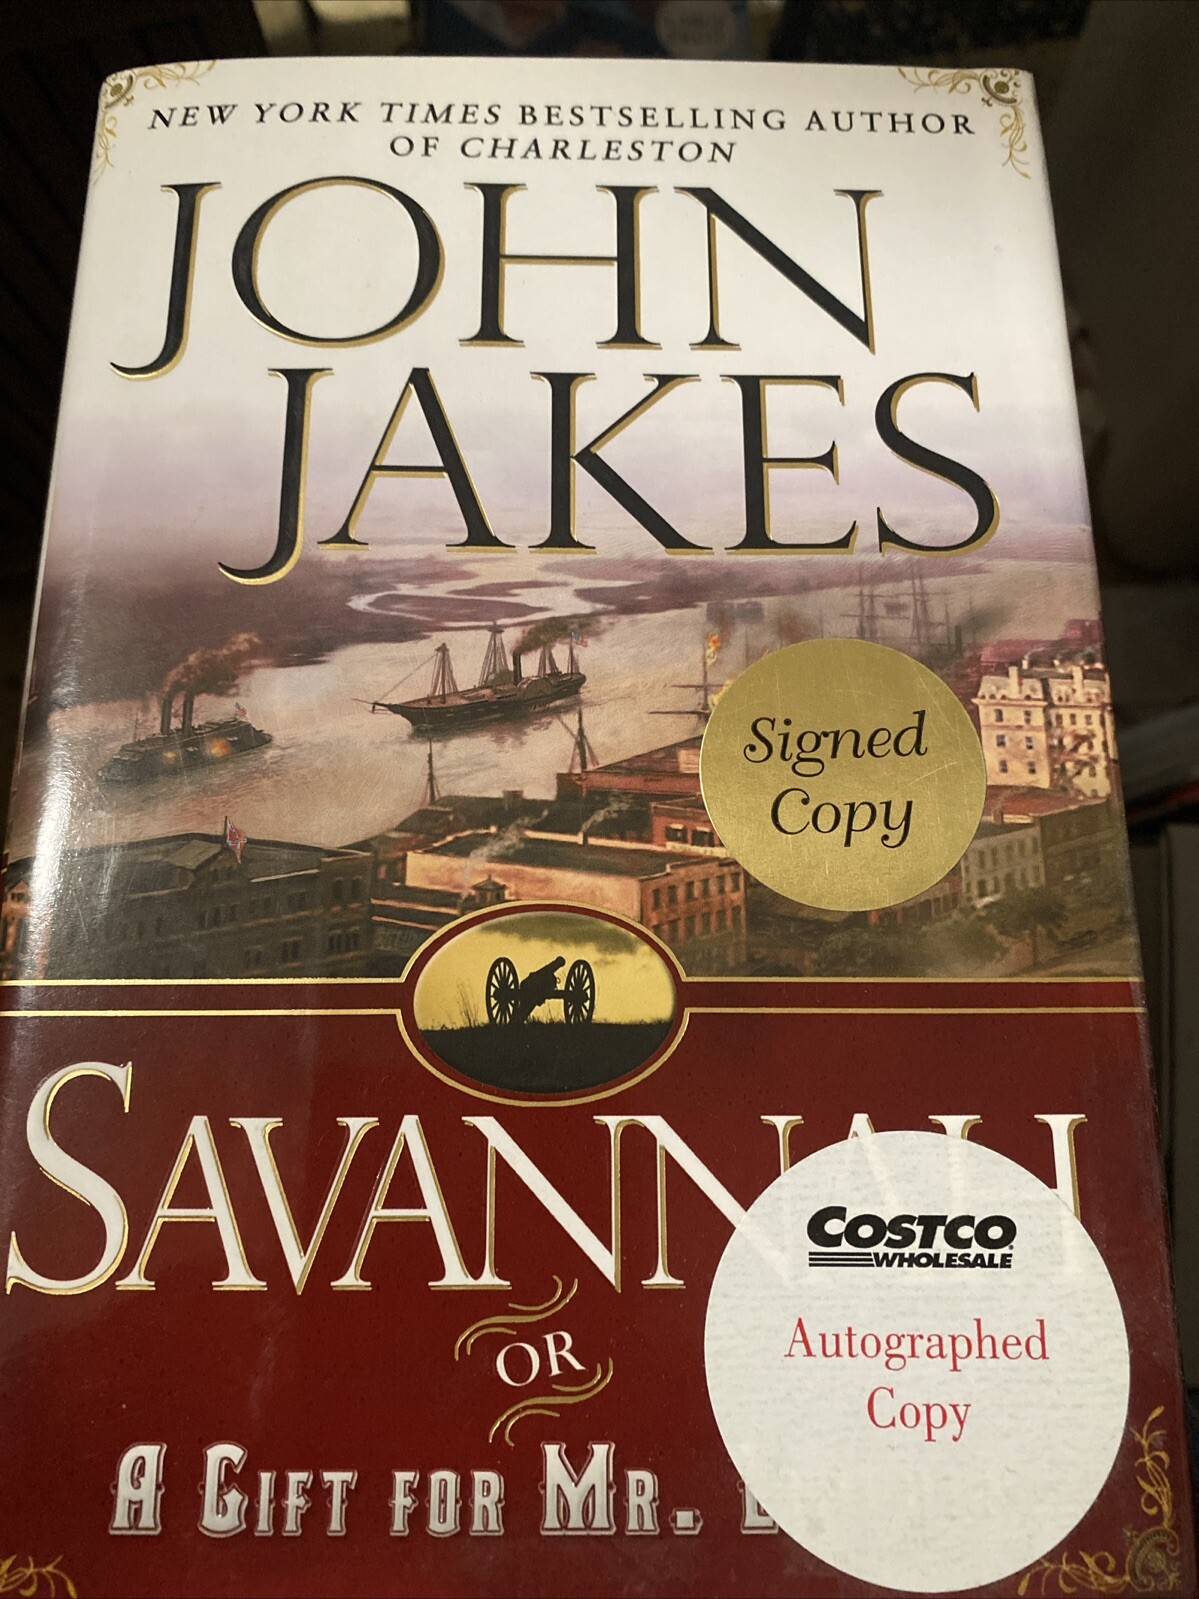 NEW YORK TIMES BESTSELLING AUTHOR
OF CHARLESTON
JOHN
JAKES
Signed
Copy
SAVANNAH
OR
A GIFT FOR MR.
COSTCO
WHOLESALE
Autographed
Copy